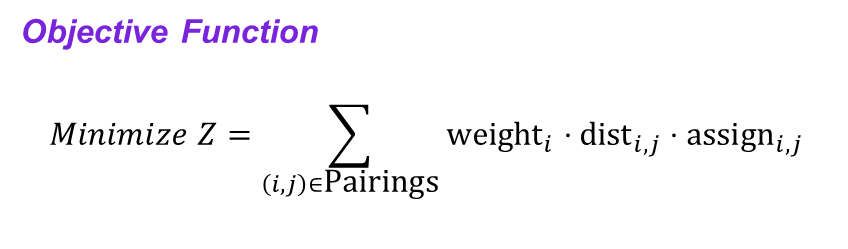 Objective Function
Minimize Z = ∑ weight_i · dist_{i,j} · assign_{i,j}
(i,j)∈Pairings